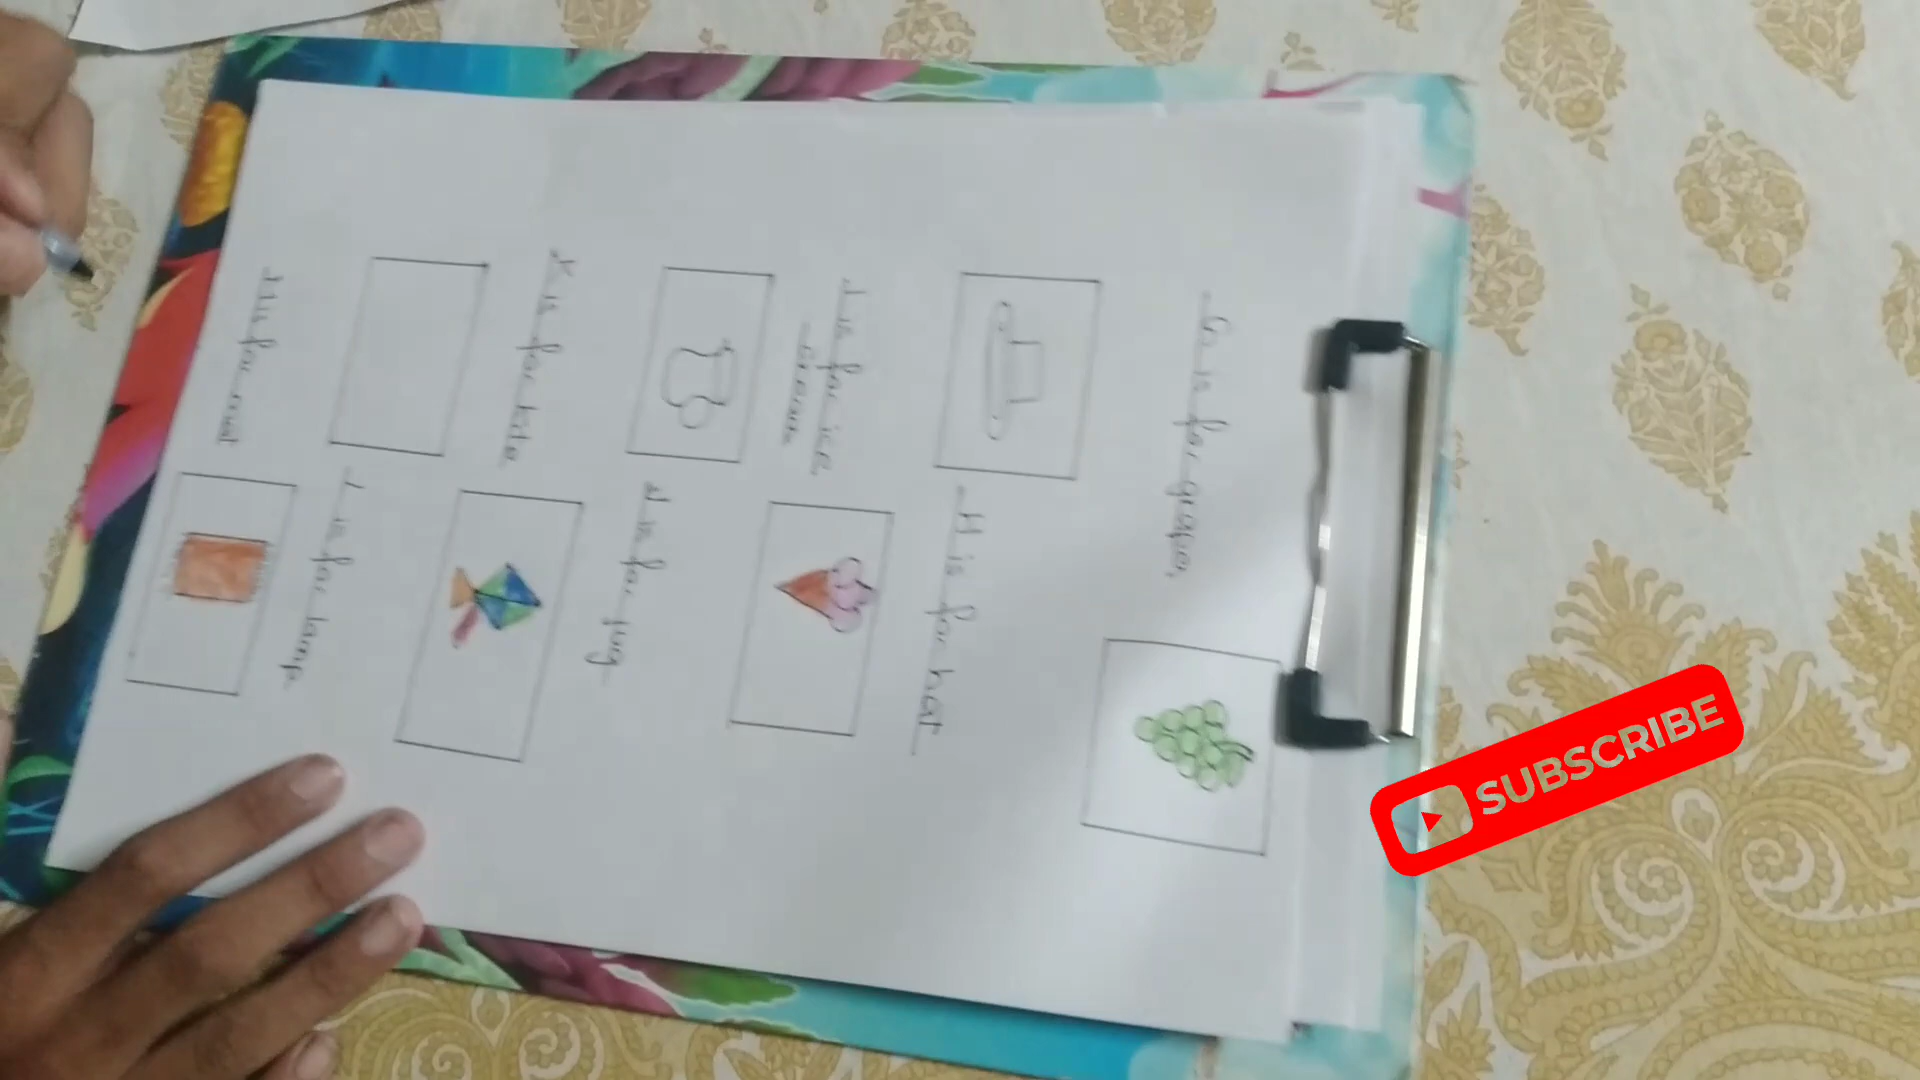 G is for grape,
H is for hat
I is for ice
cream
J is for jug
K is for kite
L is for lamp
M is for mat
SUBSCRIBE